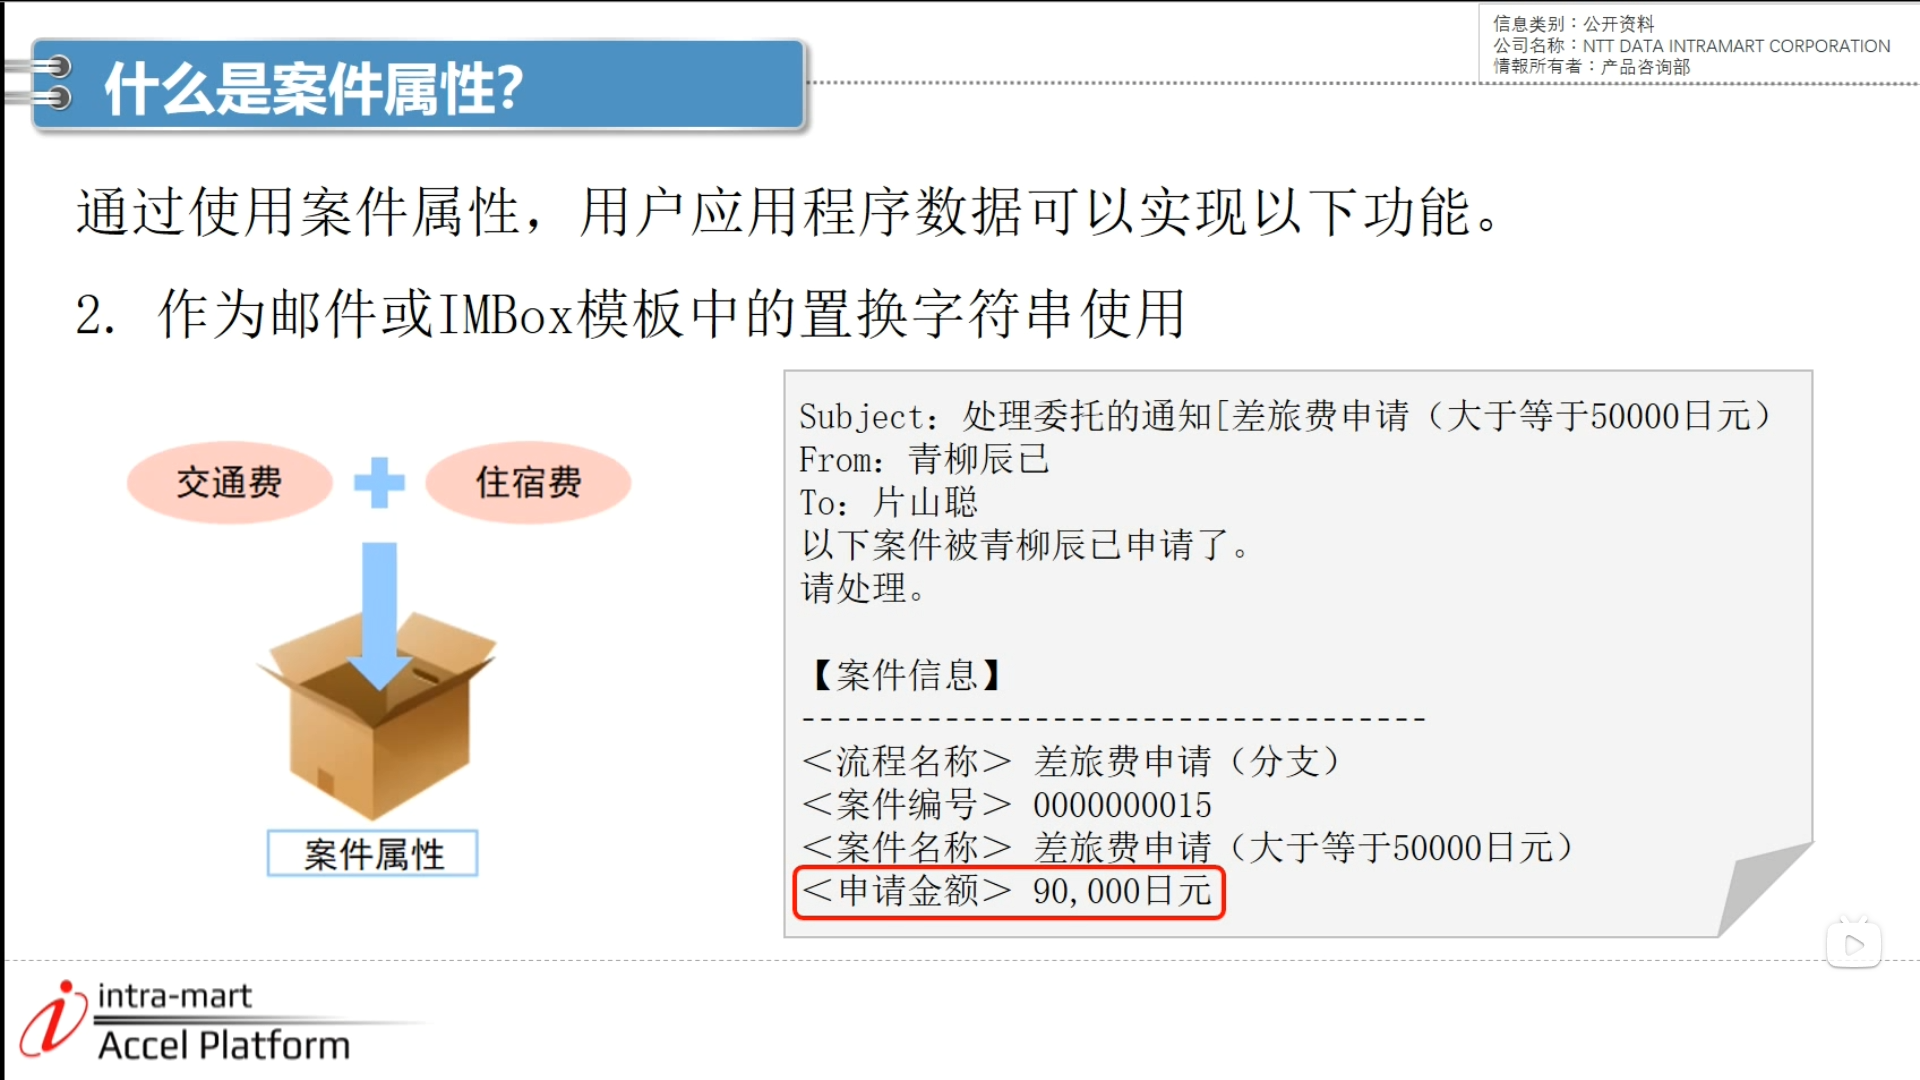 信息类别：公开资料
公司名称：NTT DATA INTRAMART CORPORATION
情報所有者：产品咨询部
什么是案件属性？
通过使用案件属性，用户应用程序数据可以实现以下功能。
2. 作为邮件或IMBox模板中的置换字符串使用
交通费
住宿费
案件属性
Subject：处理委托的通知[差旅费申请（大于等于50000日元）
From：青柳辰已
To：片山聪
以下案件被青柳辰已申请了。
请处理。
【案件信息】
-----------------------------------
＜流程名称＞ 差旅费申请（分支）
＜案件编号＞ 0000000015
＜案件名称＞ 差旅费申请（大于等于50000日元）
＜申请金额＞ 90,000日元
intra-mart
Accel Platform